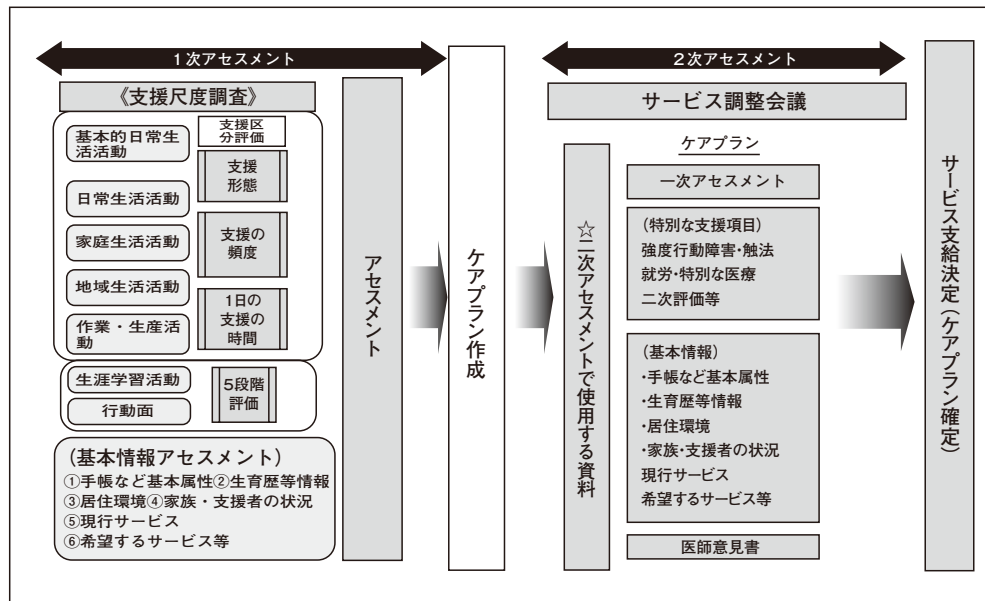 1次アセスメント
《支援尺度調査》
基本的日常生
活活動
日常生活活動
家庭生活活動
地域生活活動
作業・生産活
動
支援区
分評価
支援
形態
支援の
頻度
1日の
支援の
時間
生涯学習活動
行動面
5段階
評価
(基本情報アセスメント)
①手帳など基本属性②生育歴等情報
③居住環境④家族・支援者の状況
⑤現行サービス
⑥希望するサービス等
アセスメント
ケアプラン作成
2次アセスメント
サービス調整会議
☆二次アセスメントで使用する資料
ケアプラン
一次アセスメント
(特別な支援項目)
強度行動障害・触法
就労・特別な医療
二次評価等
(基本情報)
・手帳など基本属性
・生育歴等情報
・居住環境
・家族・支援者の状況
現行サービス
希望するサービス等
医師意見書
サービス支給決定(ケアプラン確定)